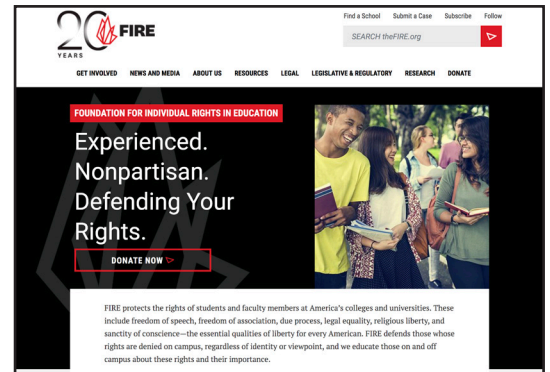 Find a School Submit a Case Subscribe Follow
20 FIRE
YEARS
SEARCH theFIRE.org
GET INVOLVED NEWS AND MEDIA ABOUT US RESOURCES LEGAL LEGISLATIVE & REGULATORY RESEARCH DONATE
FOUNDATION FOR INDIVIDUAL RIGHTS IN EDUCATION
Experienced.
Nonpartisan.
Defending Your
Rights.
DONATE NOW
FIRE protects the rights of students and faculty members at America's colleges and universities. These
include freedom of speech, freedom of association, due process, legal equality, religious liberty, and
sanctity of conscience—the essential qualities of liberty for every American. FIRE defends those whose
rights are denied on campus, regardless of identity or viewpoint, and we educate those on and off
campus about these rights and their importance.